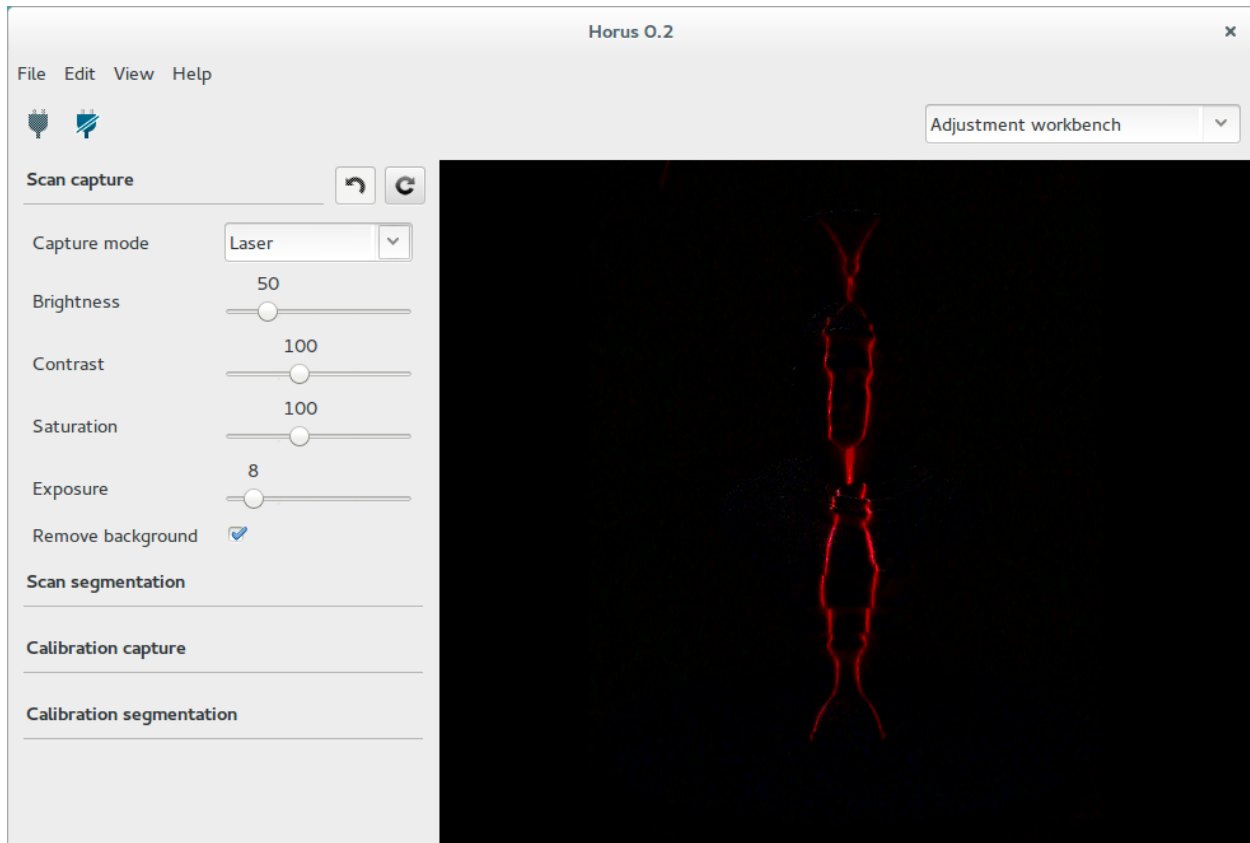 Horus 0.2
File Edit View Help
Adjustment workbench
Scan capture
Capture mode Laser
50
Brightness
100
Contrast
100
Saturation
8
Exposure
Remove background
Scan segmentation
Calibration capture
Calibration segmentation